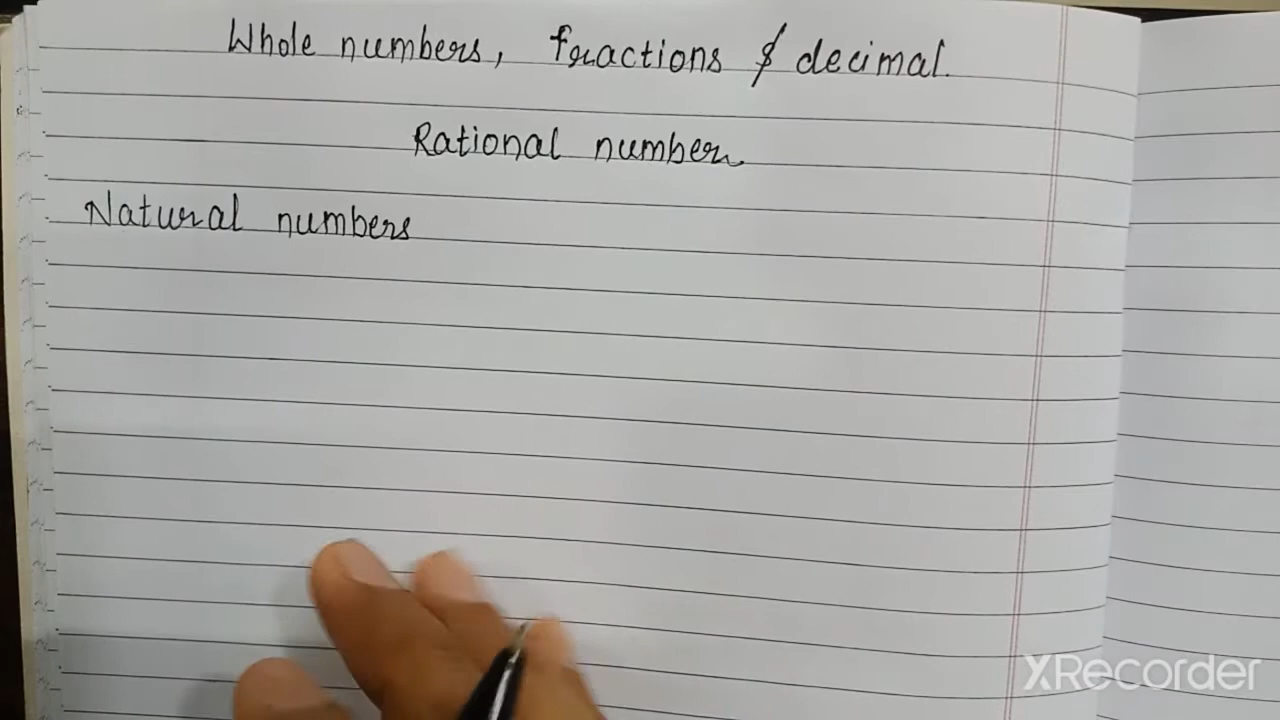 Whole numbers, fractions & decimal.
Rational number
Natural numbers
XRecorder